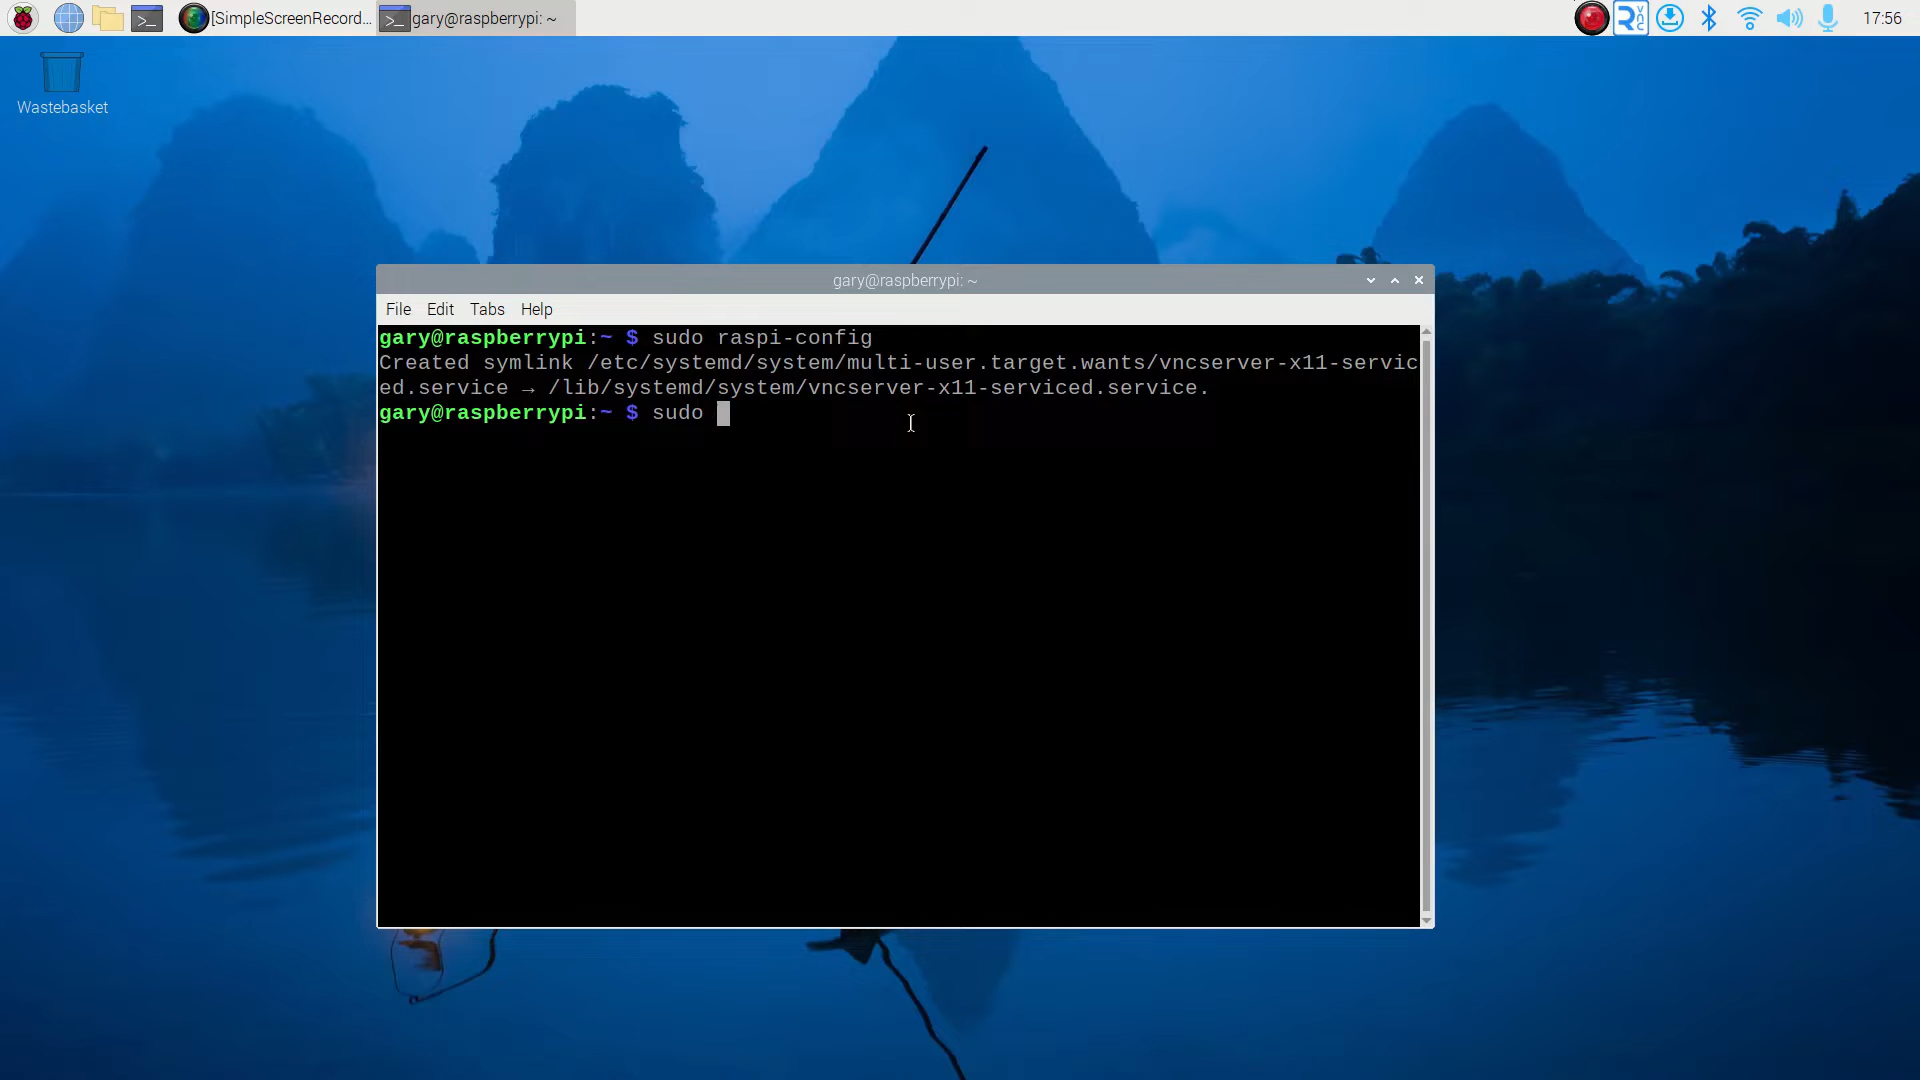 [SimpleScreenRecord...
gary@raspberrypi: ~
17:56
Wastebasket
gary@raspberrypi: ~
File Edit Tabs Help
gary@raspberrypi:~ $ sudo raspi-config
Created symlink /etc/systemd/system/multi-user.target.wants/vncserver-x11-servic
ed.service → /lib/systemd/system/vncserver-x11-serviced.service.
gary@raspberrypi:~ $ sudo